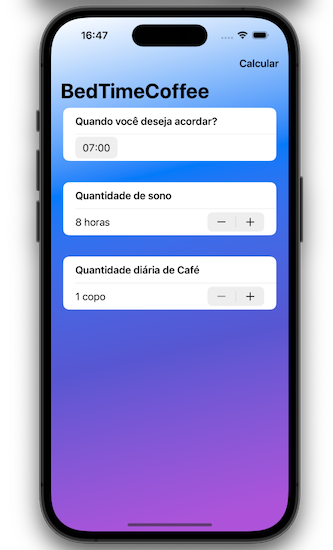 16:47
Calcular
BedTimeCoffee
Quando você deseja acordar?
07:00
Quantidade de sono
8 horas
Quantidade diária de Café
1 copo